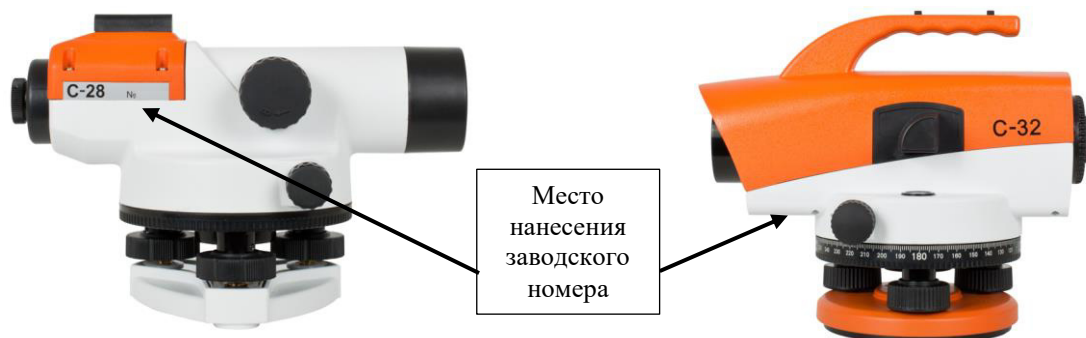 C-28 №
C-32
Место
нанесения
заводского
номера
180